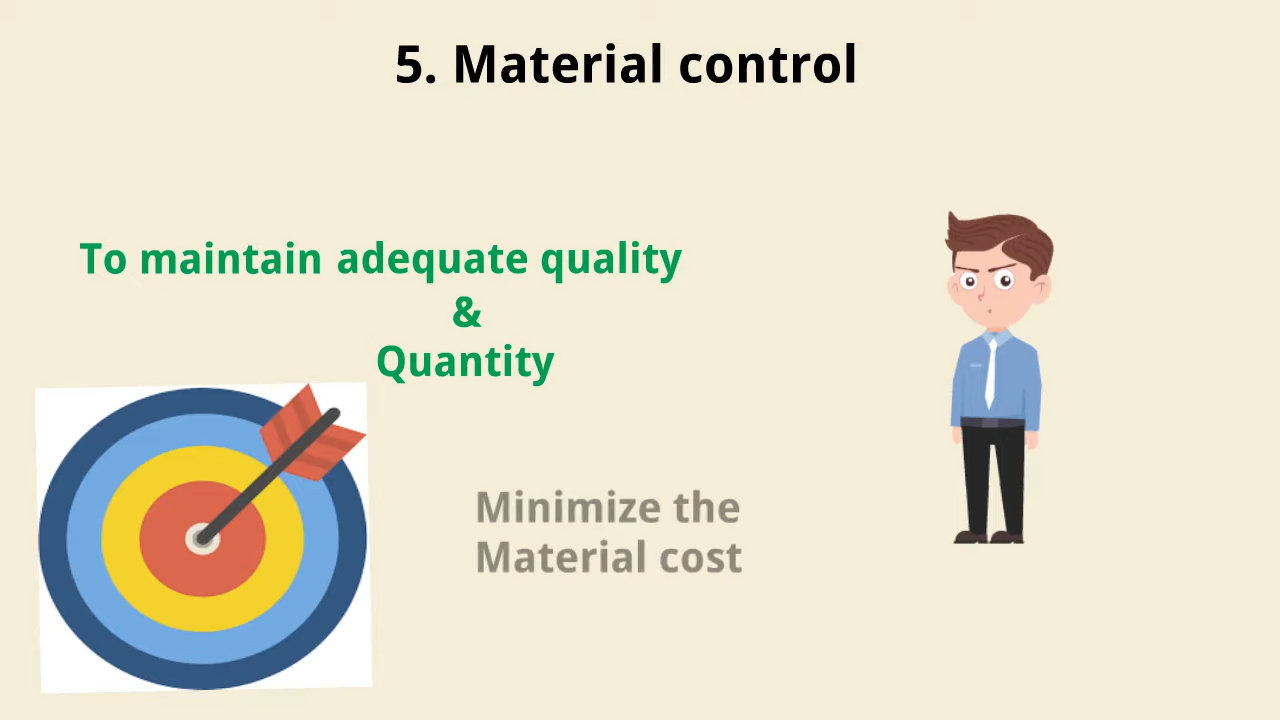 5. Material control
To maintain adequate quality
&
Quantity
Minimize the
Material cost